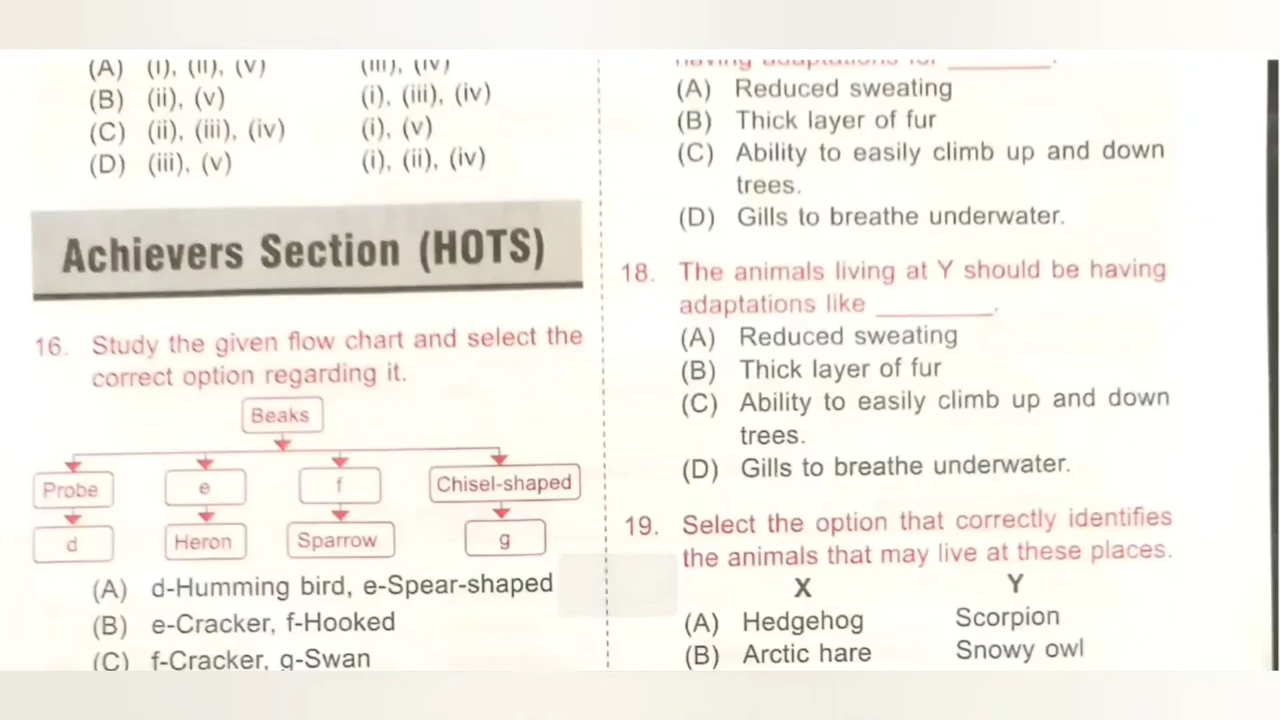 (A) (i), (ii), (v) (iii), (iv)
(B) (ii), (v) (i), (iii), (iv)
(C) (ii), (iii), (iv) (i), (v)
(D) (iii), (v) (i), (ii), (iv)
Achievers Section (HOTS)
16. Study the given flow chart and select the
correct option regarding it.
Beaks
Probe e f Chisel-shaped
d Heron Sparrow g
(A) d-Humming bird, e-Spear-shaped
(B) e-Cracker, f-Hooked
(C) f-Cracker, g-Swan
having adaptations for ________.
(A) Reduced sweating
(B) Thick layer of fur
(C) Ability to easily climb up and down
trees.
(D) Gills to breathe underwater.
18. The animals living at Y should be having
adaptations like _________.
(A) Reduced sweating
(B) Thick layer of fur
(C) Ability to easily climb up and down
trees.
(D) Gills to breathe underwater.
19. Select the option that correctly identifies
the animals that may live at these places.
X Y
(A) Hedgehog Scorpion
(B) Arctic hare Snowy owl